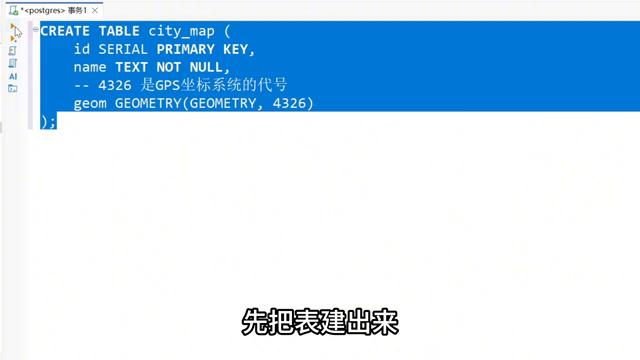 *<postgres> 事务1
CREATE TABLE city_map (
    id SERIAL PRIMARY KEY,
    name TEXT NOT NULL,
    -- 4326 是GPS坐标系统的代号
    geom GEOMETRY(GEOMETRY, 4326)
);
AI
先把表建出来